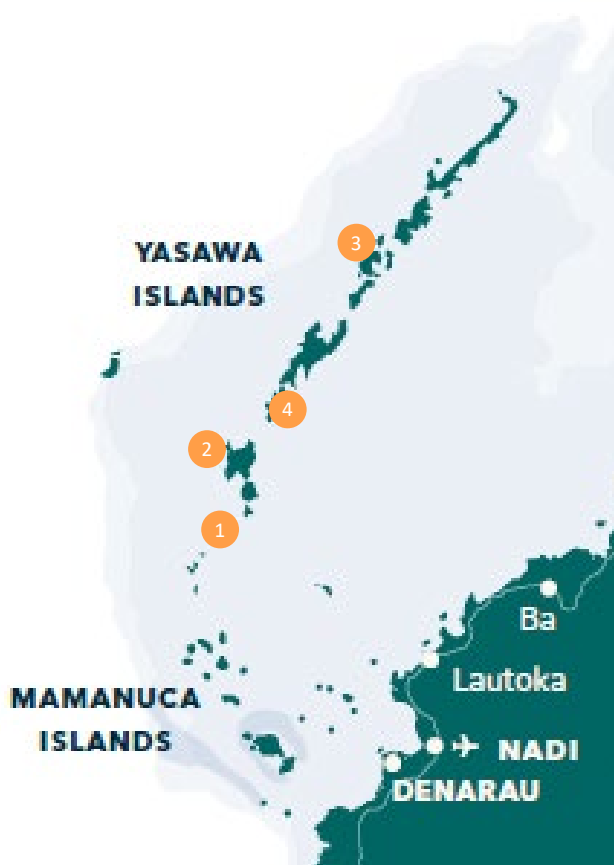 3
YASAWA
ISLANDS
4
2
1
Ba
Lautoka
MAMANUCA
ISLANDS
NADI
DENARAU